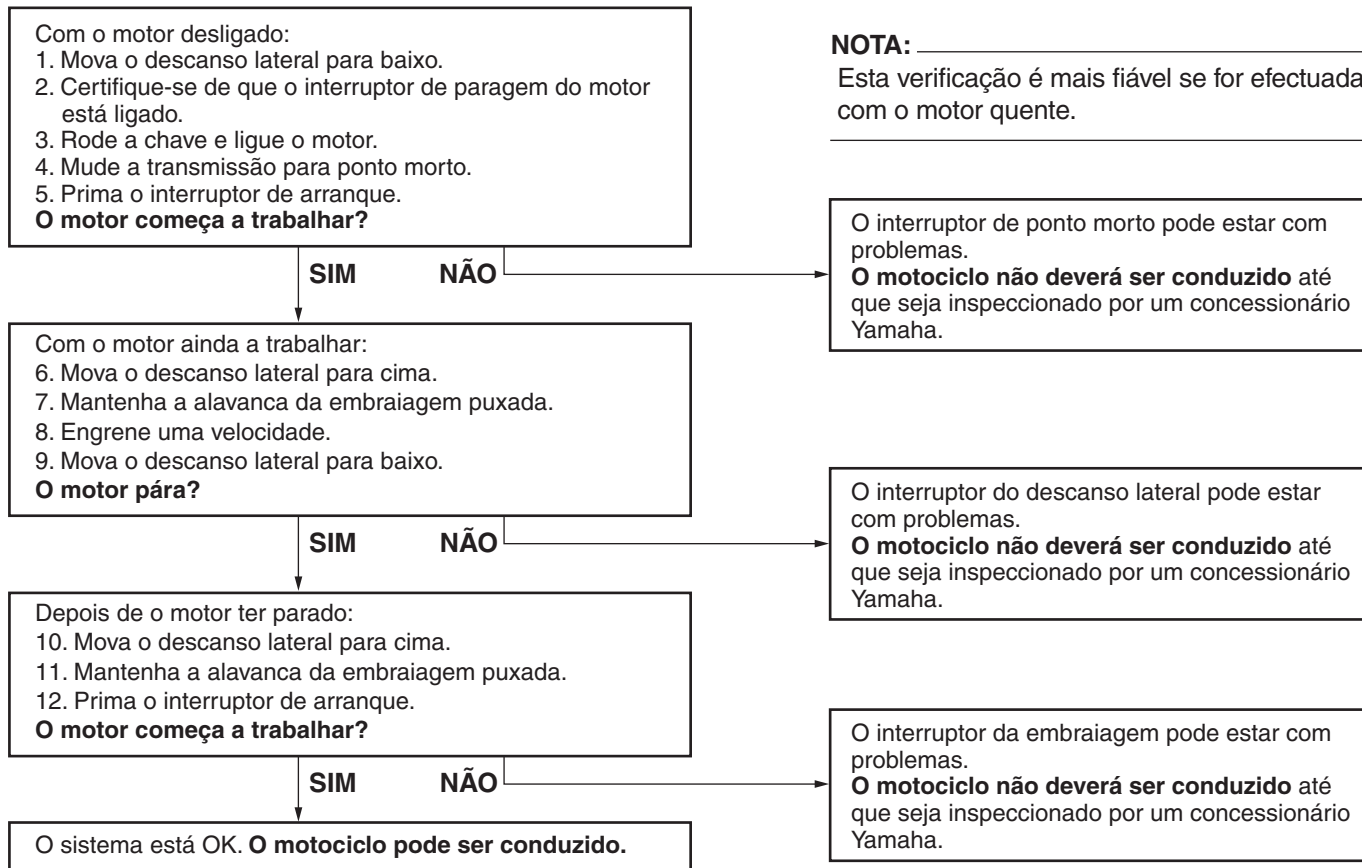 Com o motor desligado:
1. Mova o descanso lateral para baixo.
2. Certifique-se de que o interruptor de paragem do motor
está ligado.
3. Rode a chave e ligue o motor.
4. Mude a transmissão para ponto morto.
5. Prima o interruptor de arranque.
O motor começa a trabalhar?
NOTA:
Esta verificação é mais fiável se for efectuada
com o motor quente.
SIM NÃO
O interruptor de ponto morto pode estar com
problemas.
O motociclo não deverá ser conduzido até
que seja inspeccionado por um concessionário
Yamaha.
Com o motor ainda a trabalhar:
6. Mova o descanso lateral para cima.
7. Mantenha a alavanca da embraiagem puxada.
8. Engrene uma velocidade.
9. Mova o descanso lateral para baixo.
O motor pára?
SIM NÃO
O interruptor do descanso lateral pode estar
com problemas.
O motociclo não deverá ser conduzido até
que seja inspeccionado por um concessionário
Yamaha.
Depois de o motor ter parado:
10. Mova o descanso lateral para cima.
11. Mantenha a alavanca da embraiagem puxada.
12. Prima o interruptor de arranque.
O motor começa a trabalhar?
SIM NÃO
O interruptor da embraiagem pode estar com
problemas.
O motociclo não deverá ser conduzido até
que seja inspeccionado por um concessionário
Yamaha.
O sistema está OK. O motociclo pode ser conduzido.